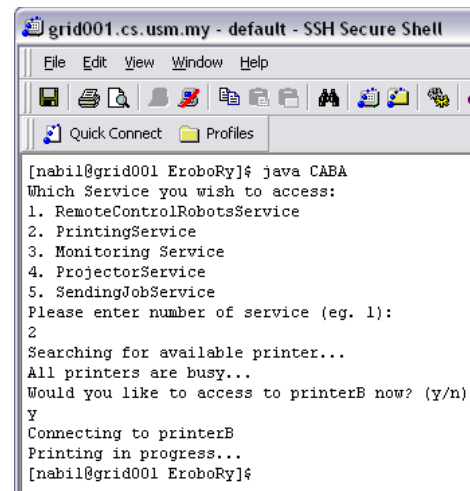 grid001.cs.usm.my - default - SSH Secure Shell
File Edit View Window Help
Quick Connect Profiles
[nabil@grid001 EroboRy]$ java CABA
Which Service you wish to access:
1. RemoteControlRobotsService
2. PrintingService
3. Monitoring Service
4. ProjectorService
5. SendingJobService
Please enter number of service (eg. 1):
2
Searching for available printer...
All printers are busy...
Would you like to access to printerB now? (y/n)
y
Connecting to printerB
Printing in progress...
[nabil@grid001 EroboRy]$